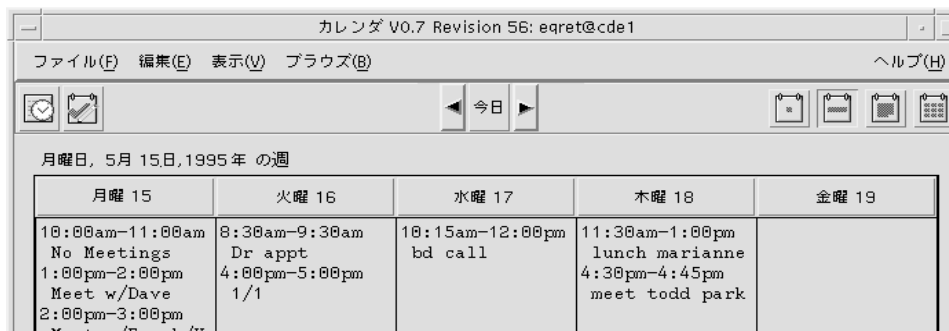 カレンダ V0.7 Revision 56: eqret@cde1
ファイル(F) 編集(E) 表示(V) ブラウズ(B) ヘルプ(H)
今日
月曜日, 5月 15日,1995年 の週
月曜 15 火曜 16 水曜 17 木曜 18 金曜 19
10:00am-11:00am 8:30am-9:30am 10:15am-12:00pm 11:30am-1:00pm
No Meetings Dr appt bd call lunch marianne
1:00pm-2:00pm 4:00pm-5:00pm 4:30pm-4:45pm
Meet w/Dave 1/1 meet todd park
2:00pm-3:00pm